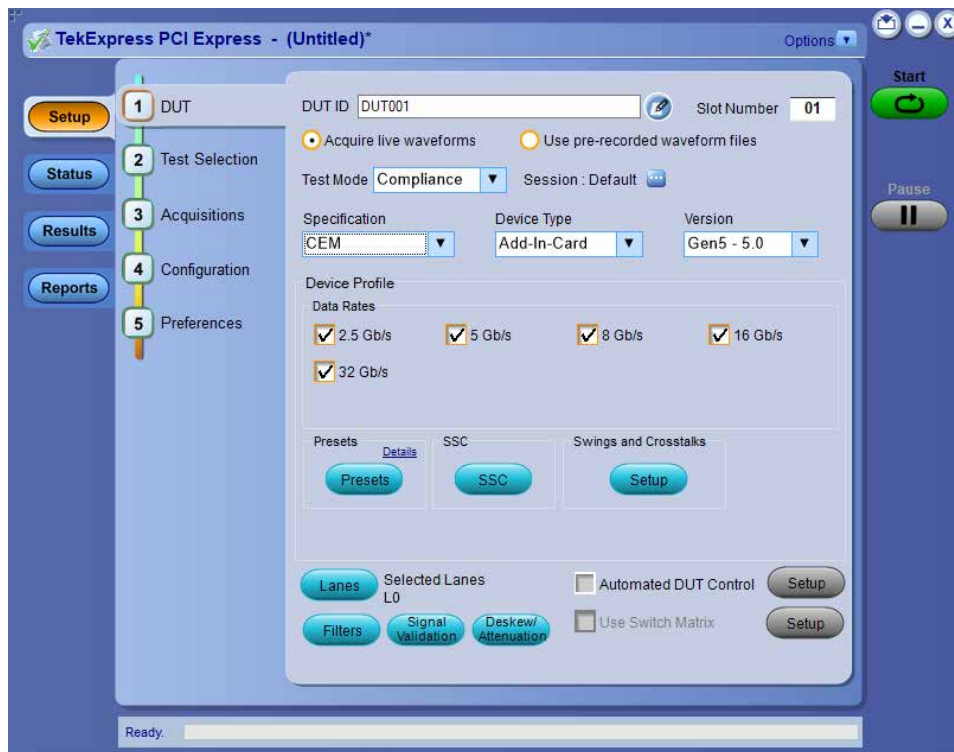 TekExpress PCI Express - (Untitled)*
Options
X
Start
Pause
Setup
Status
Results
Reports
1 DUT
2 Test Selection
3 Acquisitions
4 Configuration
5 Preferences
DUT ID DUT001 Slot Number 01
Acquire live waveforms Use pre-recorded waveform files
Test Mode Compliance Session : Default
Specification Device Type Version
CEM Add-In-Card Gen5 - 5.0
Device Profile
Data Rates
2.5 Gb/s 5 Gb/s 8 Gb/s 16 Gb/s
32 Gb/s
Presets SSC Swings and Crosstalks
Details
Presets SSC Setup
Lanes Selected Lanes
L0
Automated DUT Control Setup
Filters Signal Validation Deskew/ Attenuation
Use Switch Matrix Setup
Ready.